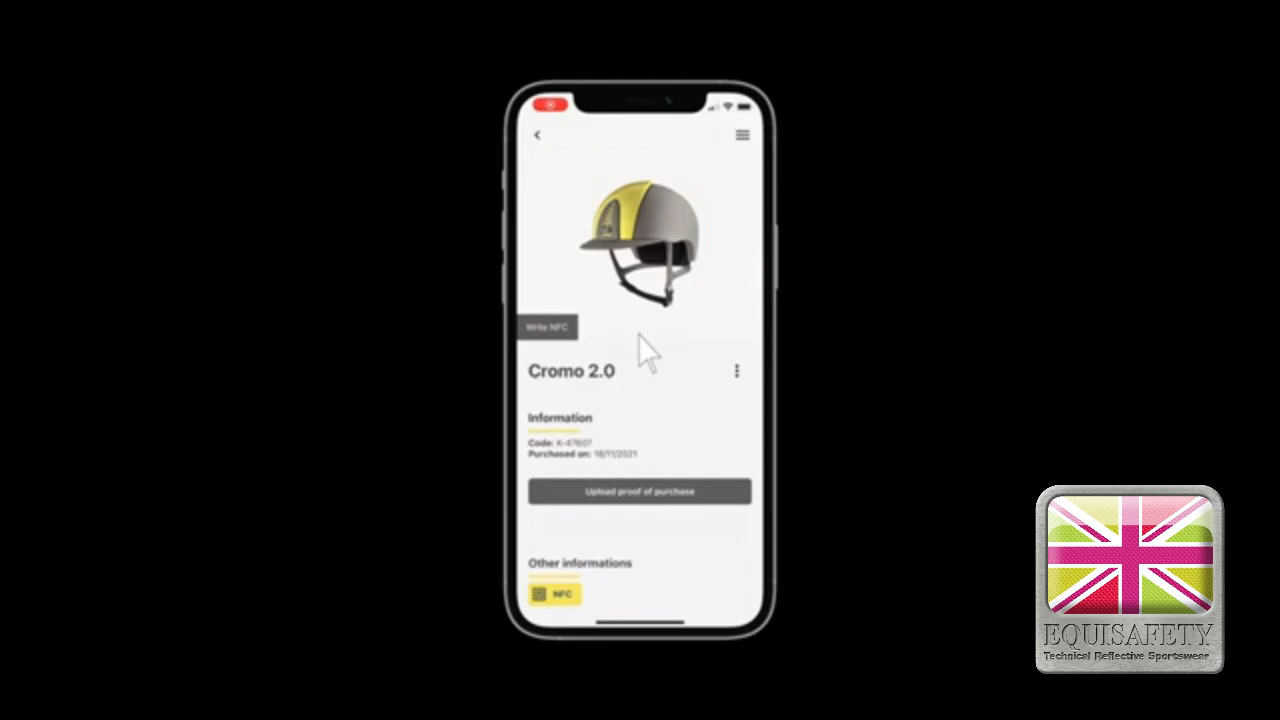 Write NFC
Cromo 2.0
Information
Code: K-47607
Purchased on: 18/11/2021
Upload proof of purchase
Other informations
NFC
EQUISAFETY
Technical Reflective Sportswear